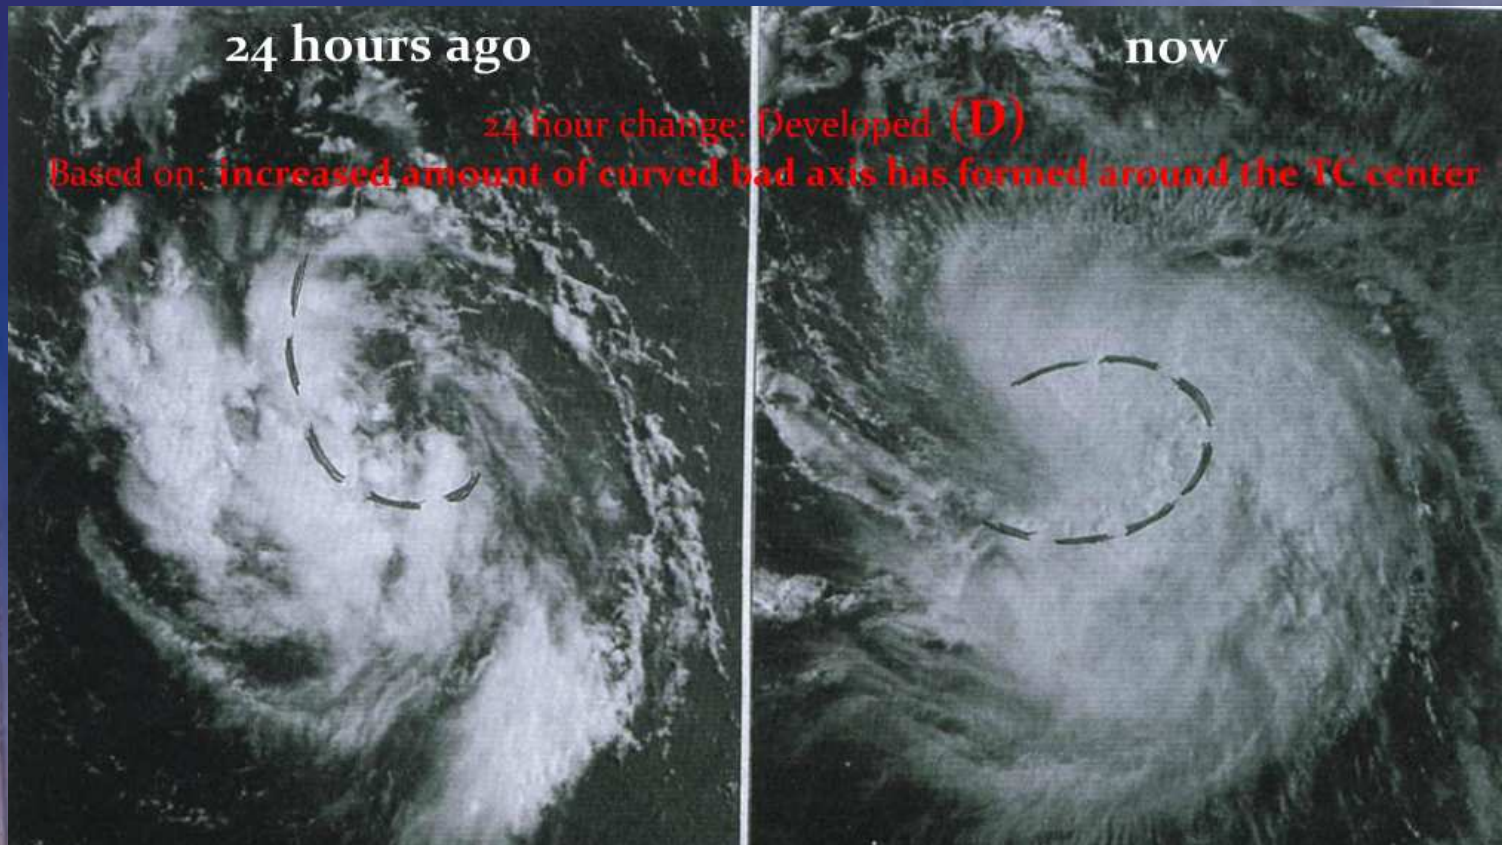 24 hours ago
now
24 hour change: Developed (D)
Based on: increased amount of curved bad axis has formed around the TC center